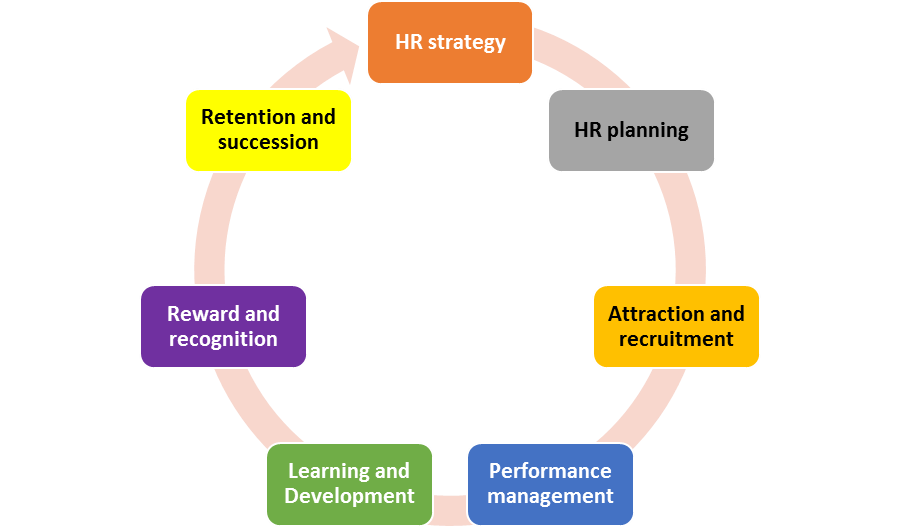 HR strategy
HR planning
Attraction and
recruitment
Performance
management
Learning and
Development
Reward and
recognition
Retention and
succession